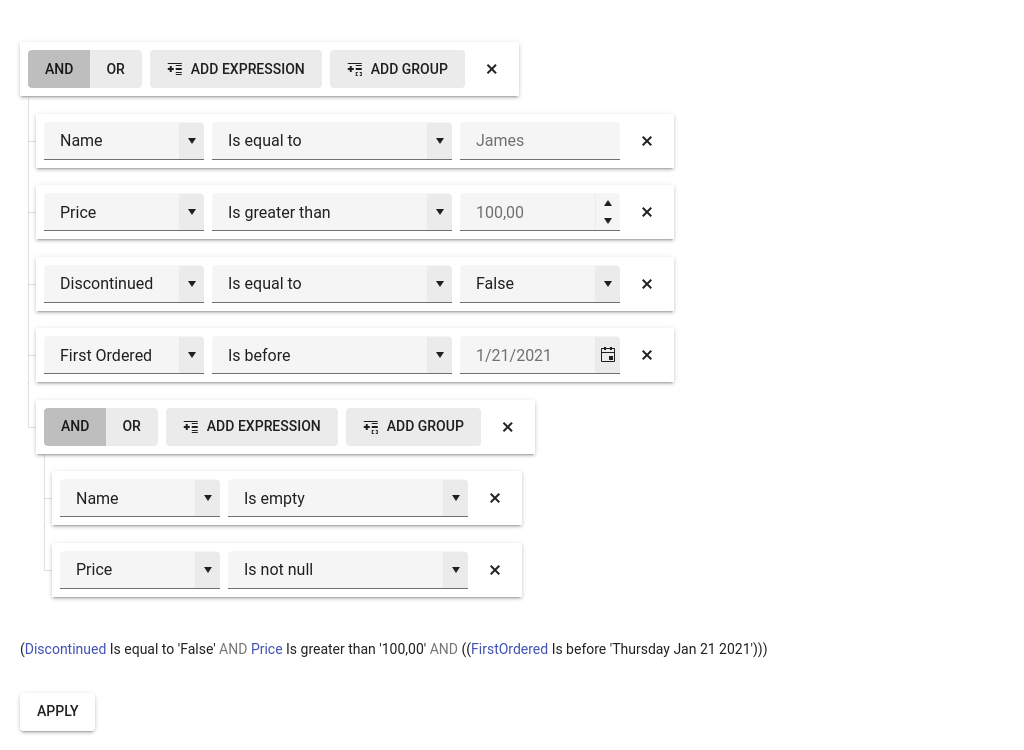 AND OR ADD EXPRESSION ADD GROUP
Name Is equal to James
Price Is greater than 100,00
Discontinued Is equal to False
First Ordered Is before 1/21/2021
AND OR ADD EXPRESSION ADD GROUP
Name Is empty
Price Is not null
(Discontinued Is equal to 'False' AND Price Is greater than '100,00' AND ((FirstOrdered Is before 'Thursday Jan 21 2021')))
APPLY